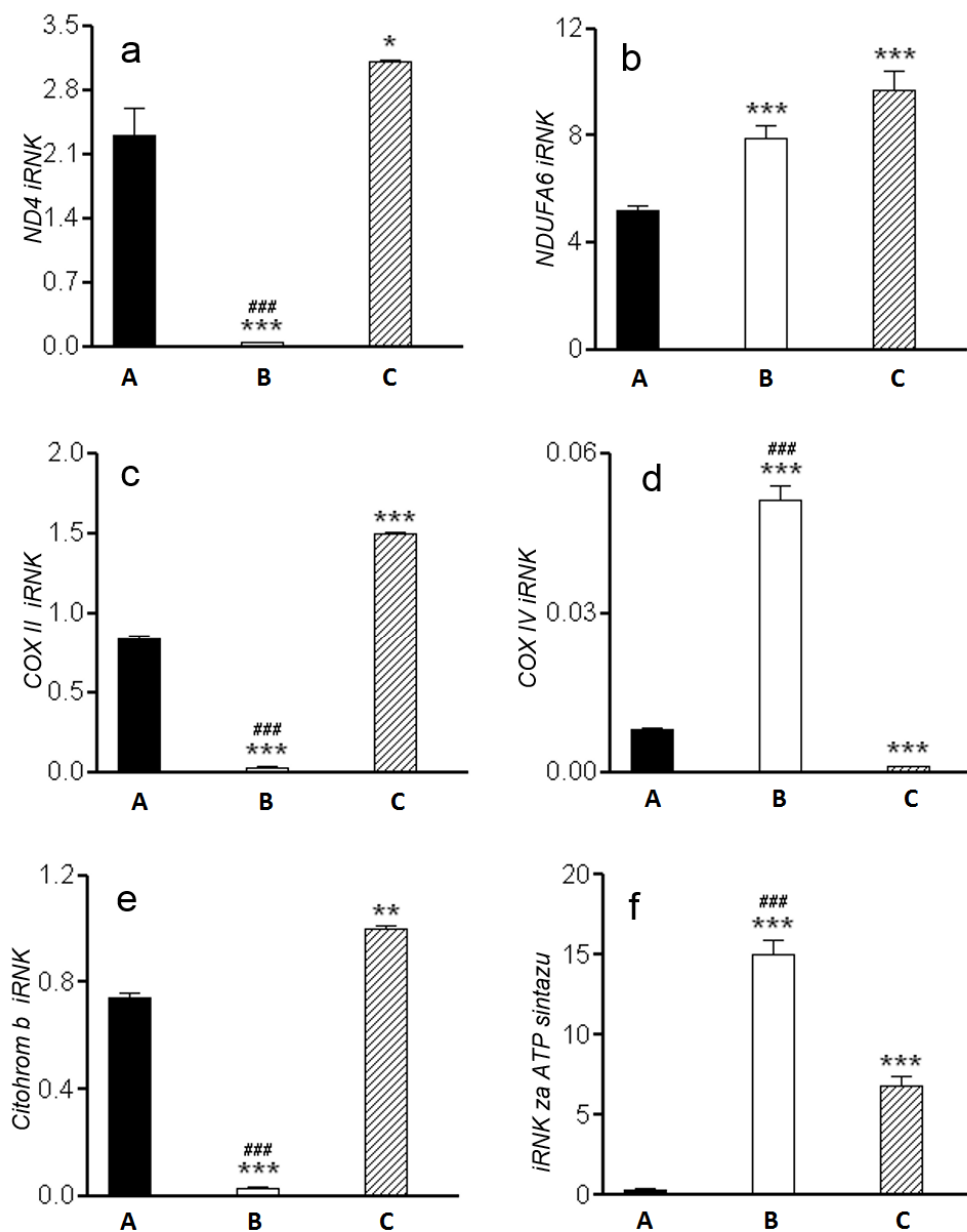 a
ND4 iRNK
3.5
2.8
2.1
1.4
0.7
0.0
*
###
***
A B C
b
NDUFA6 iRNK
12
8
4
0
***
***
A B C
c
COX II iRNK
2.0
1.5
1.0
0.5
0.0
***
###
***
A B C
d
COX IV iRNK
0.06
0.03
0.00
###
***
***
A B C
e
Citohrom b iRNK
1.2
0.8
0.4
0.0
**
###
***
A B C
f
iRNK za ATP sintazu
20
15
10
5
0
###
***
***
A B C